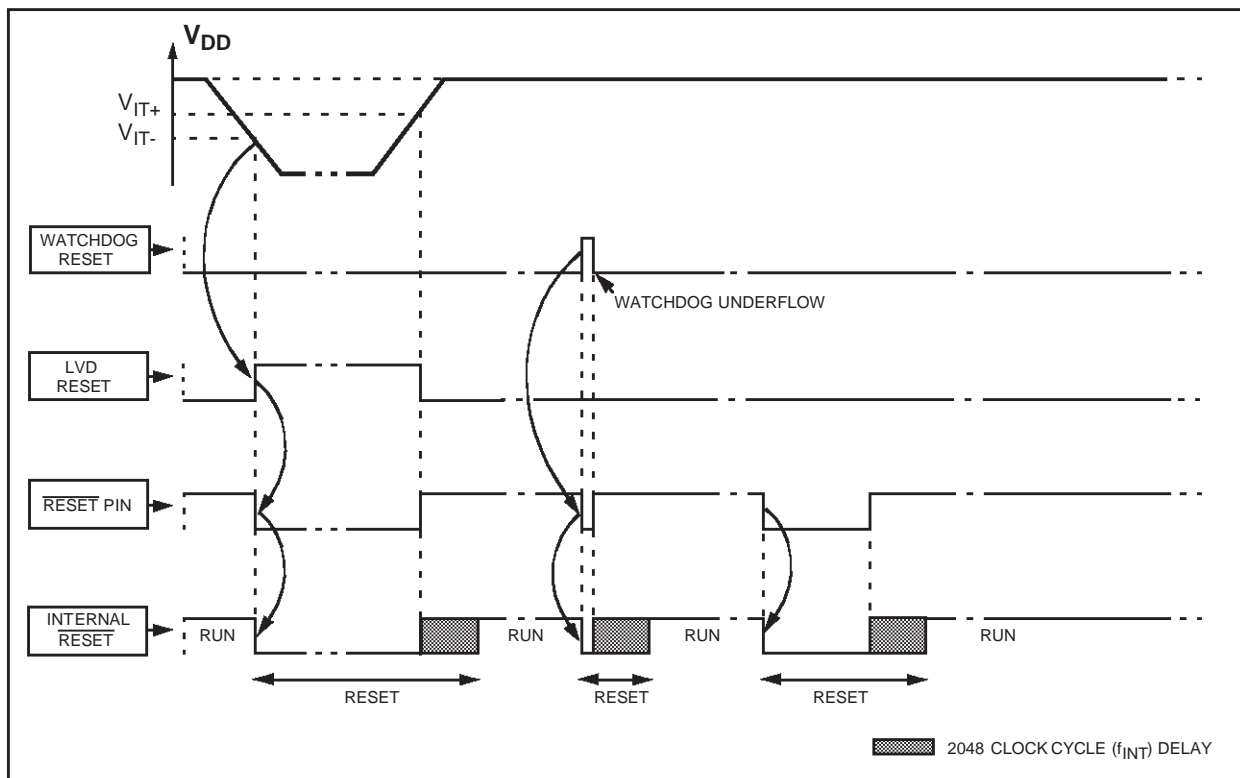 VDD
VIT+
VIT-
WATCHDOG
RESET
WATCHDOG UNDERFLOW
LVD
RESET
RESET PIN
INTERNAL
RESET
RUN
RUN
RUN
RUN
RESET
RESET
RESET
2048 CLOCK CYCLE (fINT) DELAY